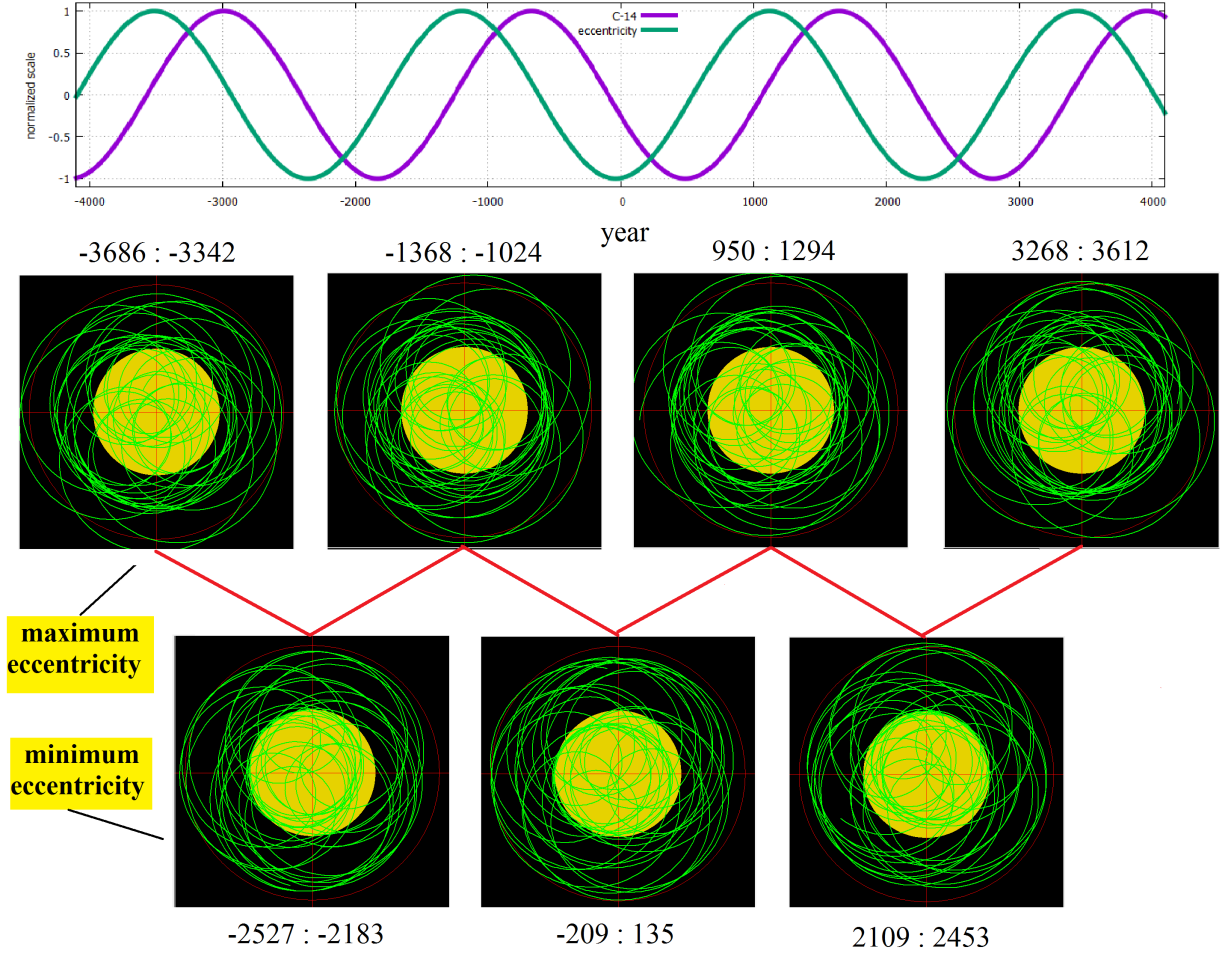 1
C-14
eccentricity
0.5
normalized scale
0
-0.5
-1
-4000 -3000 -2000 -1000 0 1000 2000 3000 4000
year
-3686 : -3342 -1368 : -1024 950 : 1294 3268 : 3612
maximum
eccentricity
minimum
eccentricity
-2527 : -2183 -209 : 135 2109 : 2453